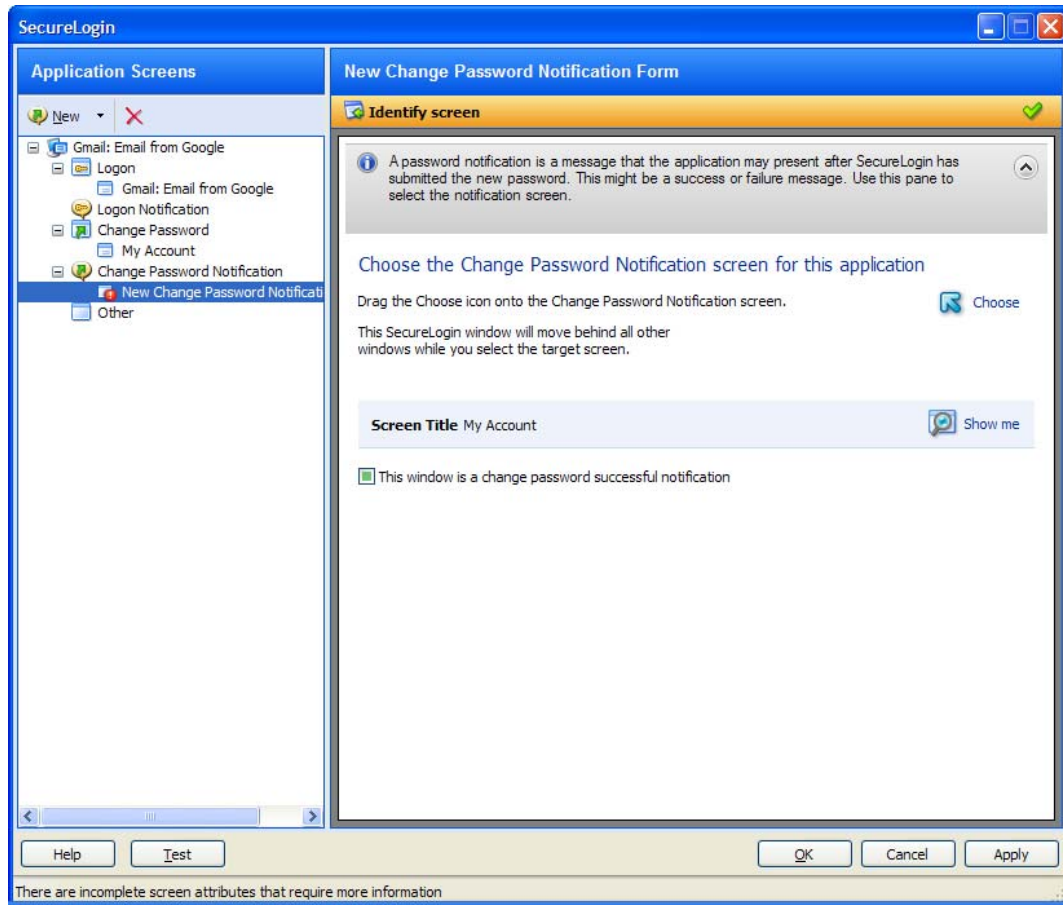 SecureLogin
Application Screens
New
Gmail: Email from Google
Logon
Gmail: Email from Google
Logon Notification
Change Password
My Account
Change Password Notification
New Change Password Notificati
Other
New Change Password Notification Form
Identify screen
A password notification is a message that the application may present after SecureLogin has
submitted the new password. This might be a success or failure message. Use this pane to
select the notification screen.
Choose the Change Password Notification screen for this application
Drag the Choose icon onto the Change Password Notification screen.
Choose
This SecureLogin window will move behind all other
windows while you select the target screen.
Screen Title My Account
Show me
This window is a change password successful notification
Help
Test
OK
Cancel
Apply
There are incomplete screen attributes that require more information